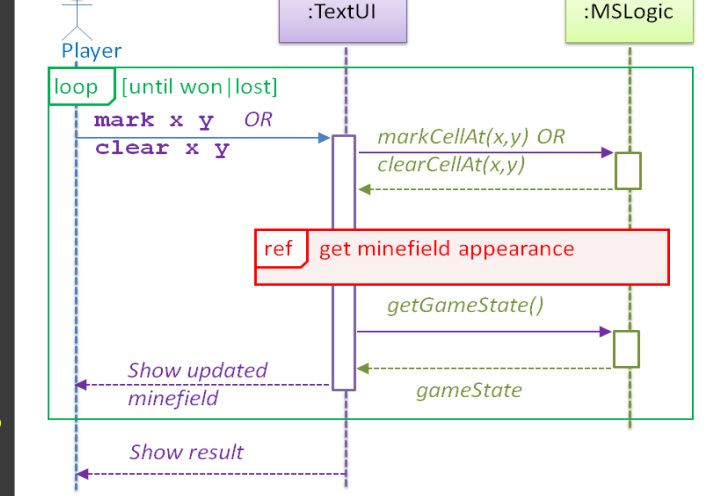 :TextUI
:MSLogic
Player
loop [until won|lost]
mark x y OR
clear x y
markCellAt(x,y) OR
clearCellAt(x,y)
ref get minefield appearance
getGameState()
Show updated
minefield
gameState
Show result